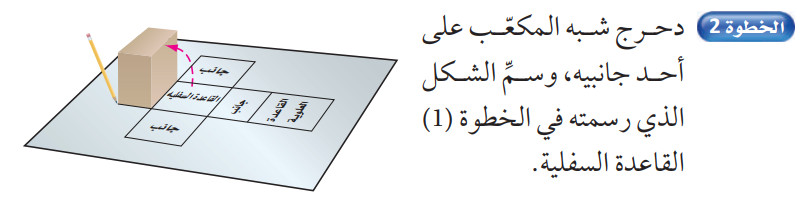 الخطوة 2
دحرج شبه المكعّب على
أحد جانبيه، وسمِّ الشكل
الذي رسمته في الخطوة (1)
القاعدة السفلية.
جانب
القاعدة السفلية
جانب
القاعدة
العلوية
جانب